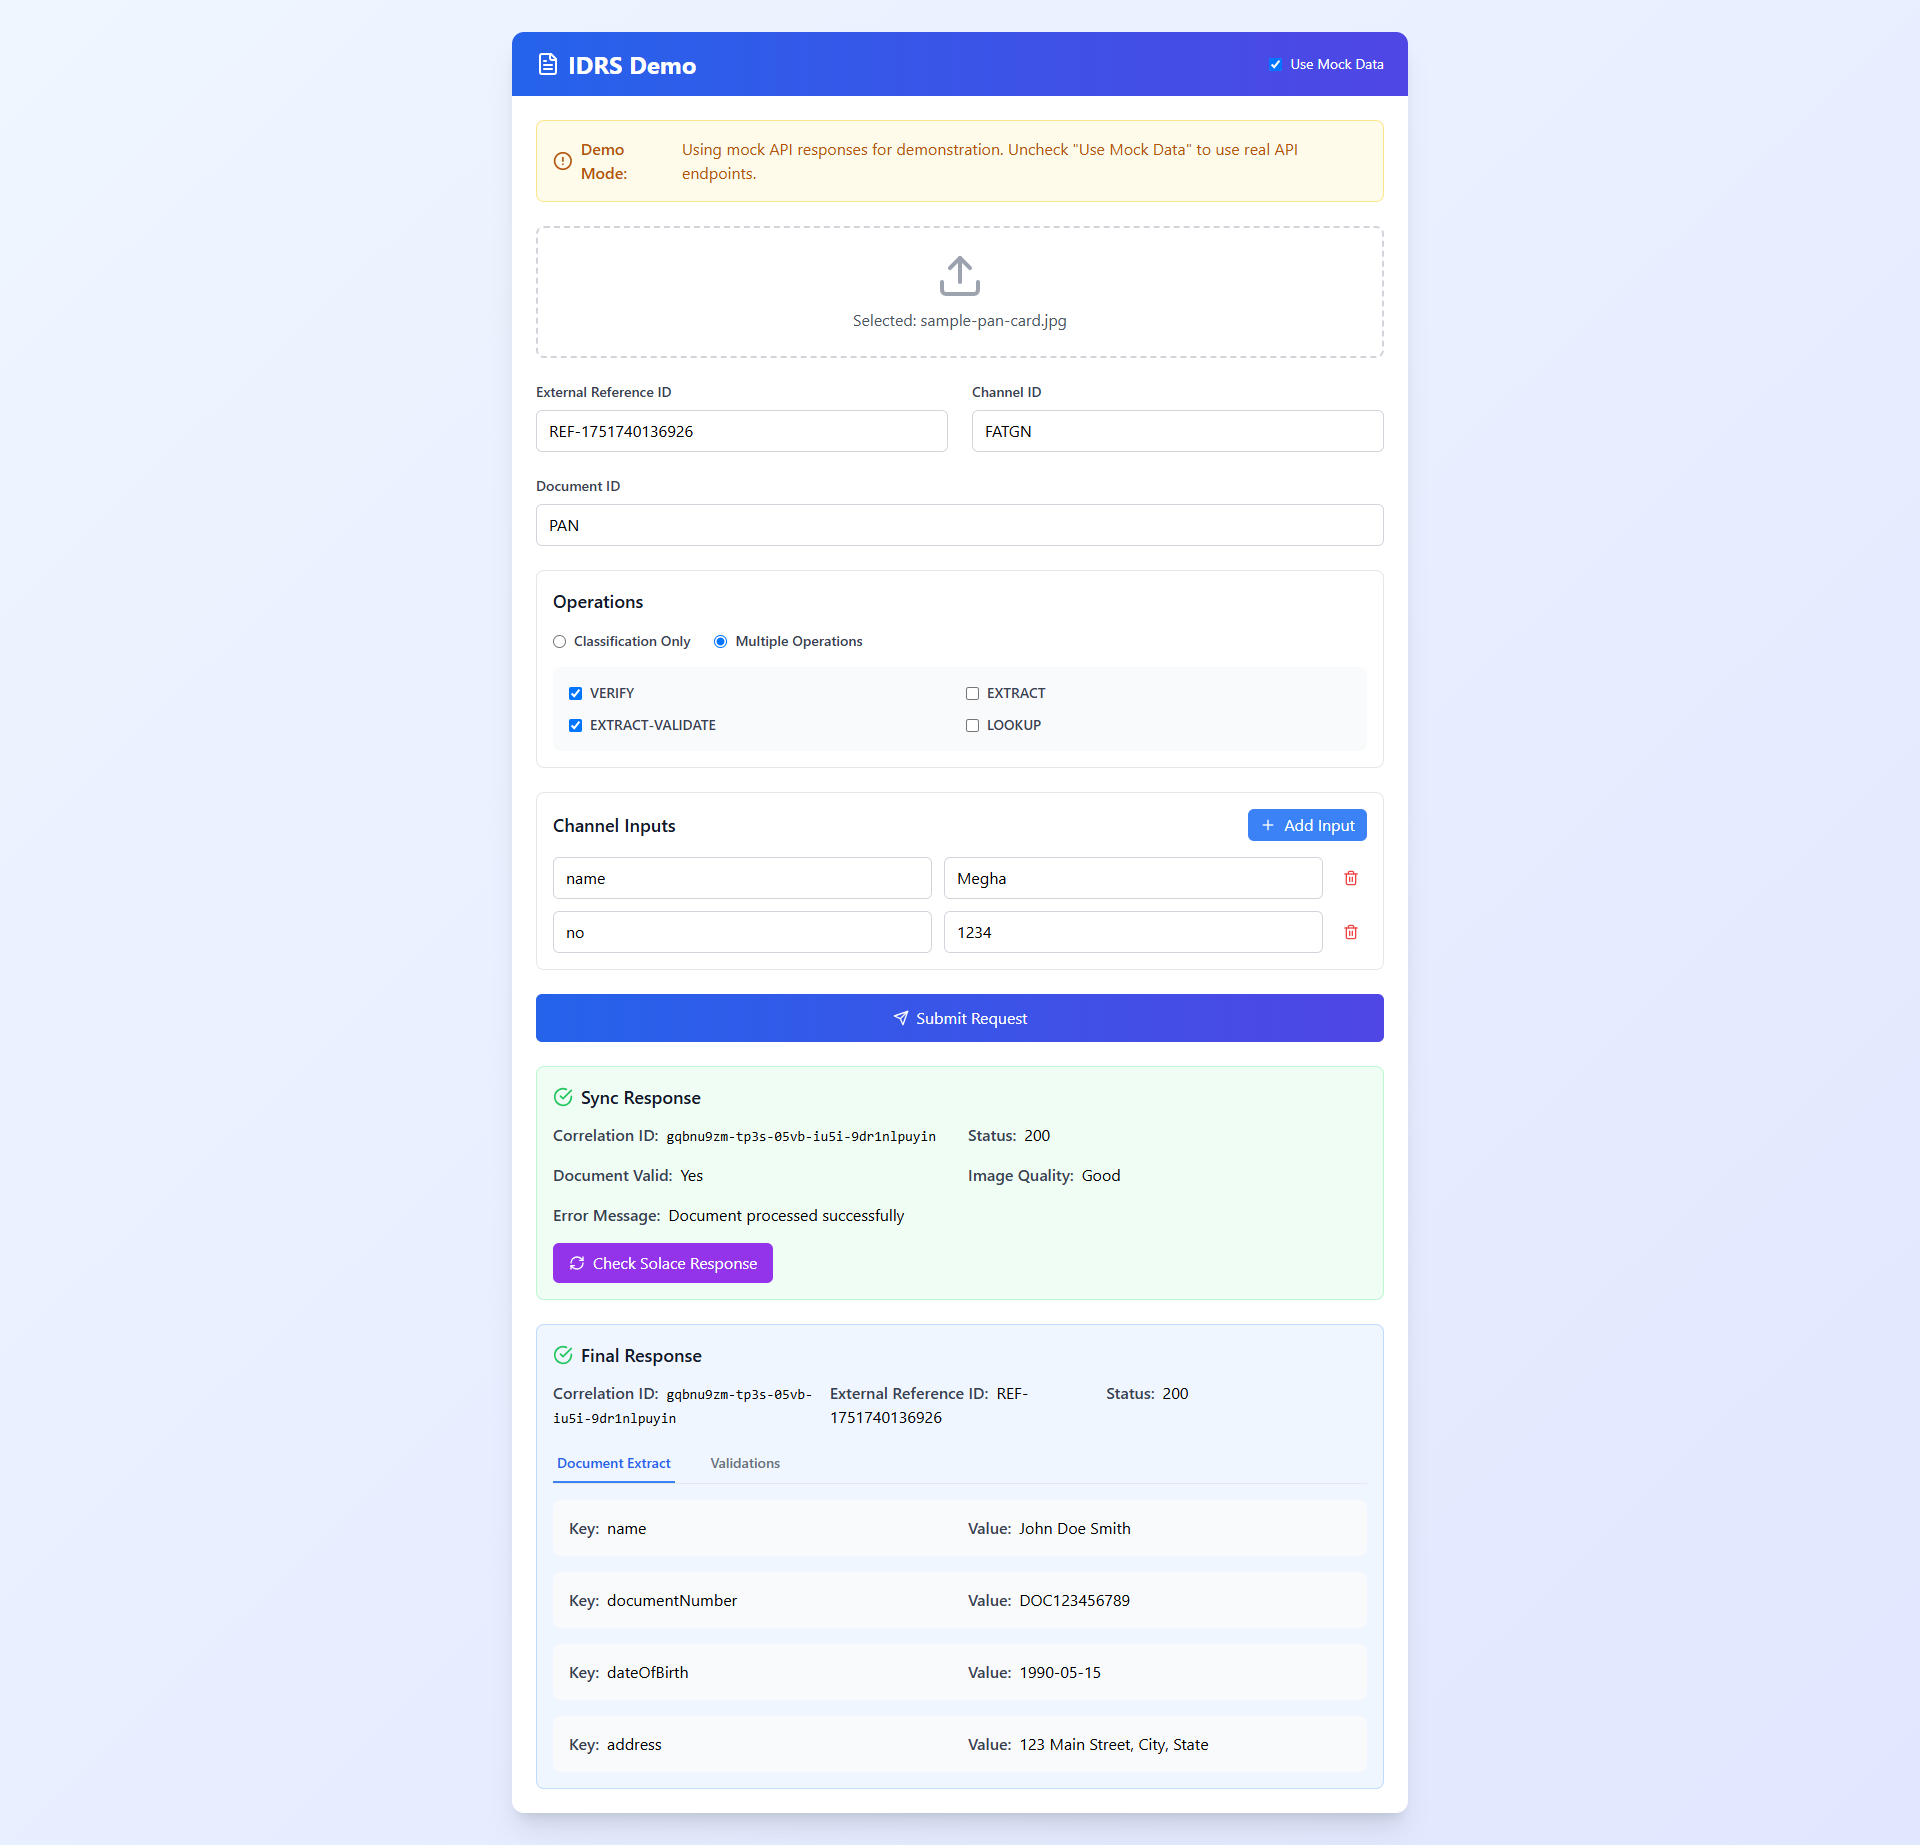 IDRS Demo
Use Mock Data
Demo Mode:
Using mock API responses for demonstration. Uncheck "Use Mock Data" to use real API
endpoints.
Selected: sample-pan-card.jpg
External Reference ID
Channel ID
REF-1751740136926
FATGN
Document ID
PAN
Operations
Classification Only
Multiple Operations
VERIFY
EXTRACT
EXTRACT-VALIDATE
LOOKUP
Channel Inputs
Add Input
name
Megha
no
1234
Submit Request
Sync Response
Correlation ID: gqbnu9zm-tp3s-05vb-iu5i-9dr1nlpuyin
Status: 200
Document Valid: Yes
Image Quality: Good
Error Message: Document processed successfully
Check Solace Response
Final Response
Correlation ID: gqbnu9zm-tp3s-05vb-
iu5i-9dr1nlpuyin
External Reference ID: REF-
1751740136926
Status: 200
Document Extract
Validations
Key: name
Value: John Doe Smith
Key: documentNumber
Value: DOC123456789
Key: dateOfBirth
Value: 1990-05-15
Key: address
Value: 123 Main Street, City, State